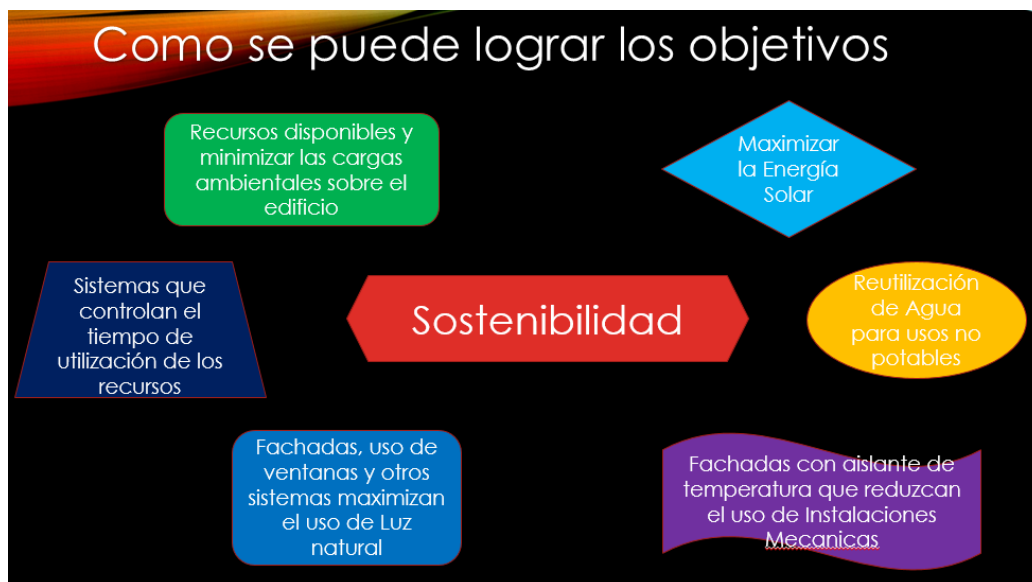 Como se puede lograr los objetivos
Recursos disponibles y
minimizar las cargas
ambientales sobre el
edificio
Maximizar
la Energía
Solar
Sistemas que
controlan el
tiempo de
utilización de los
recursos
Sostenibilidad
Reutilización
de Agua
para usos no
potables
Fachadas, uso de
ventanas y otros
sistemas maximizan
el uso de Luz
natural
Fachadas con aislante de
temperatura que reduzcan
el uso de Instalaciones
Mecanicas